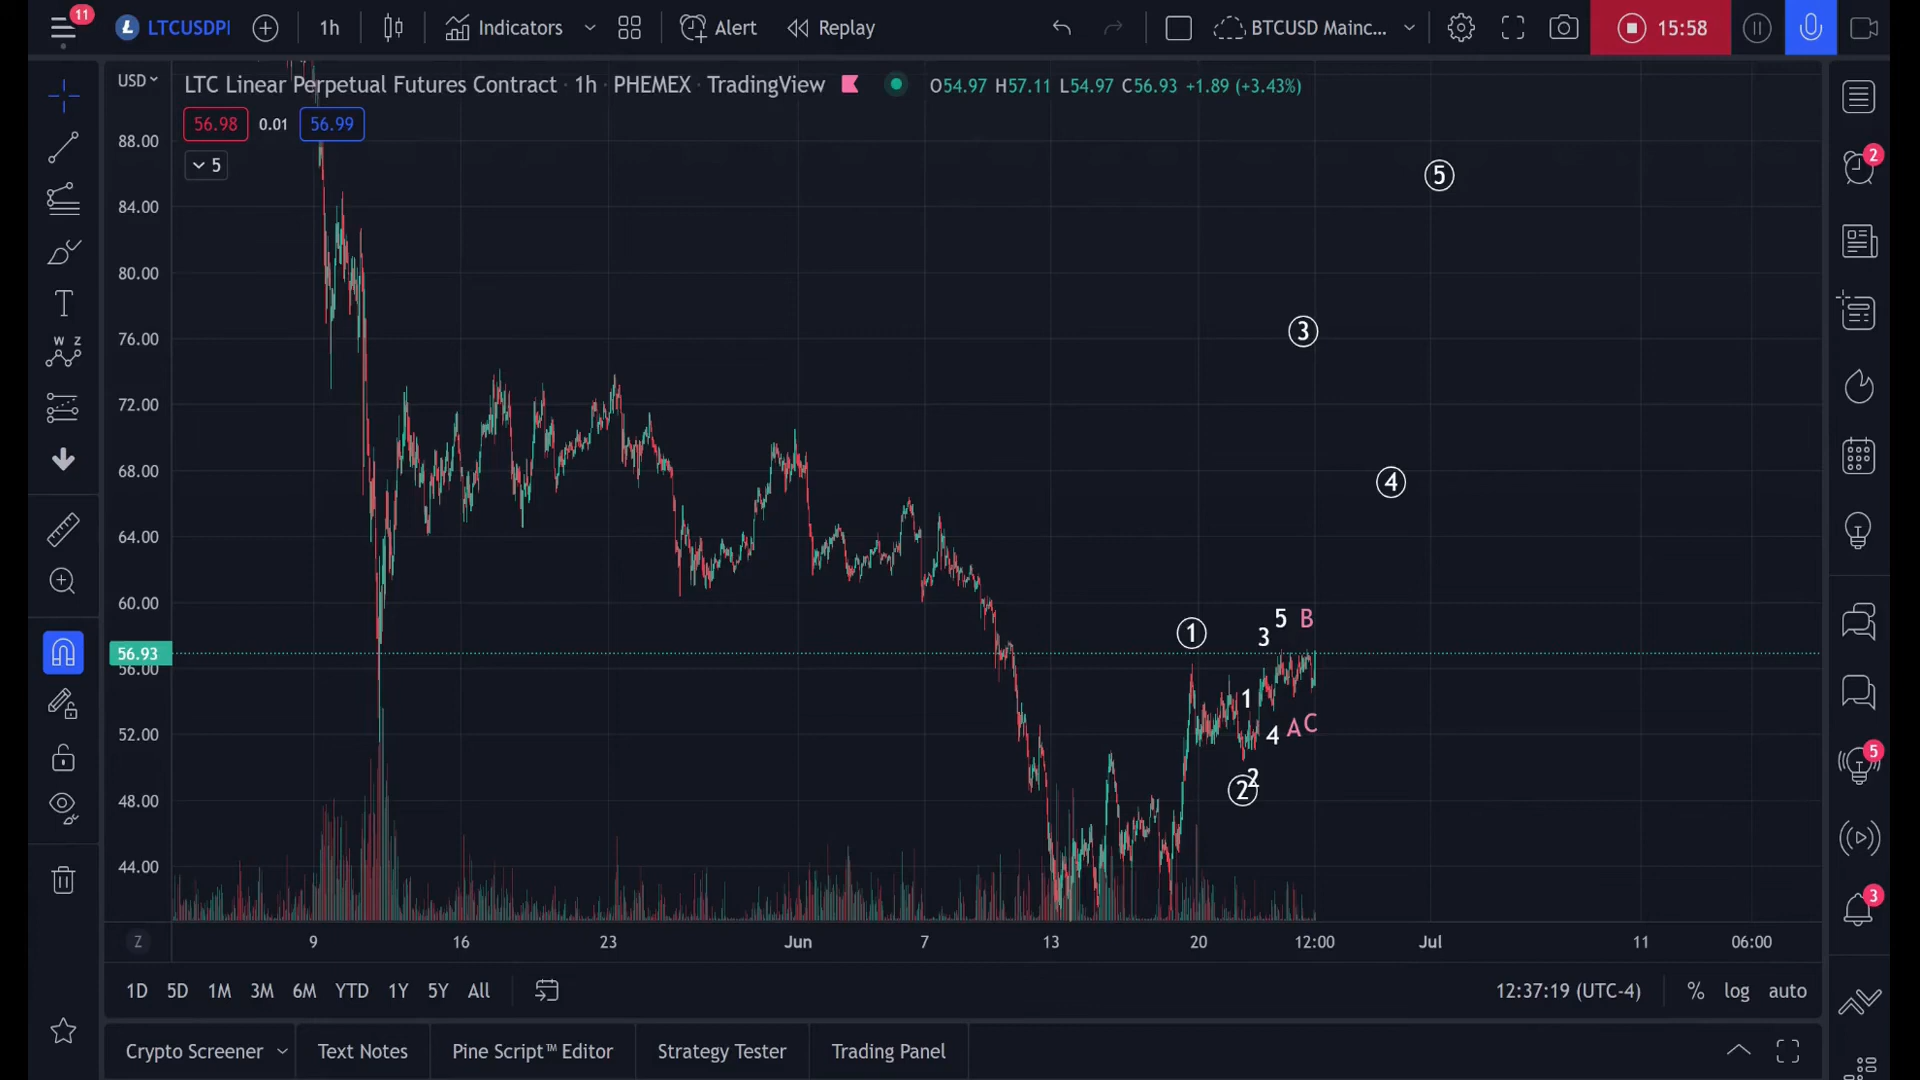 11
LTCUSDPI
1h
Indicators
Alert
Replay
BTCUSD Mainc...
15:58
USD
LTC Linear Perpetual Futures Contract · 1h · PHEMEX · TradingView
O54.97 H57.11 L54.97 C56.93 +1.89 (+3.43%)
56.98
0.01
56.99
5
88.00
84.00
80.00
76.00
72.00
68.00
64.00
60.00
56.93
56.00
52.00
48.00
44.00
5
3
4
1
5 B
3
1
4 A C
2
2
W Z
T
2
5
3
Z
9
16
23
Jun
7
13
20
12:00
Jul
11
06:00
1D 5D 1M 3M 6M YTD 1Y 5Y All
12:37:19 (UTC-4)
% log auto
Crypto Screener
Text Notes
Pine Script™ Editor
Strategy Tester
Trading Panel